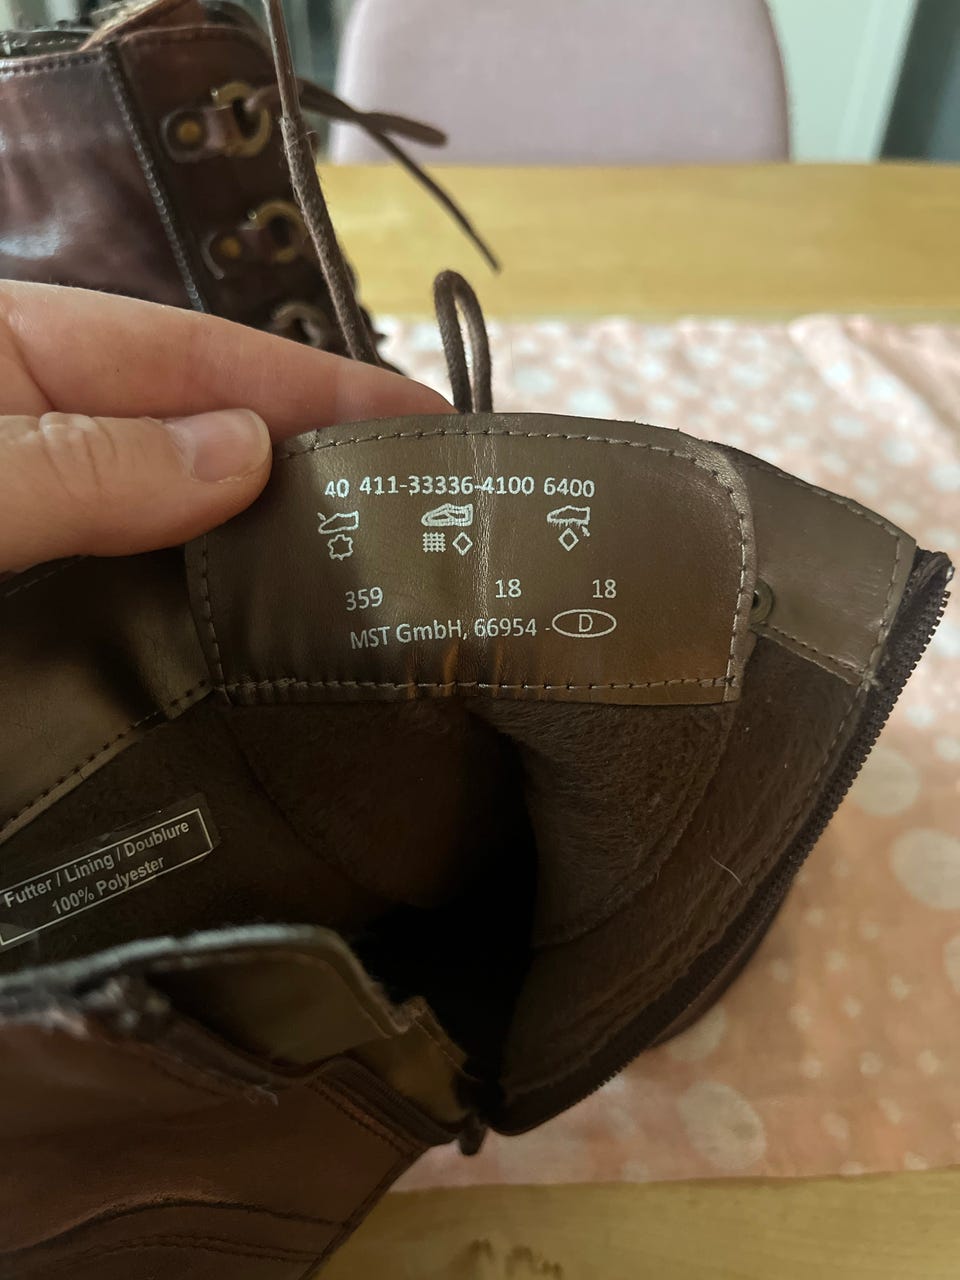 40 411-33336-4100 6400
359 18 18
MST GmbH, 66954 - D
Futter / Lining / Doublure
100% Polyester